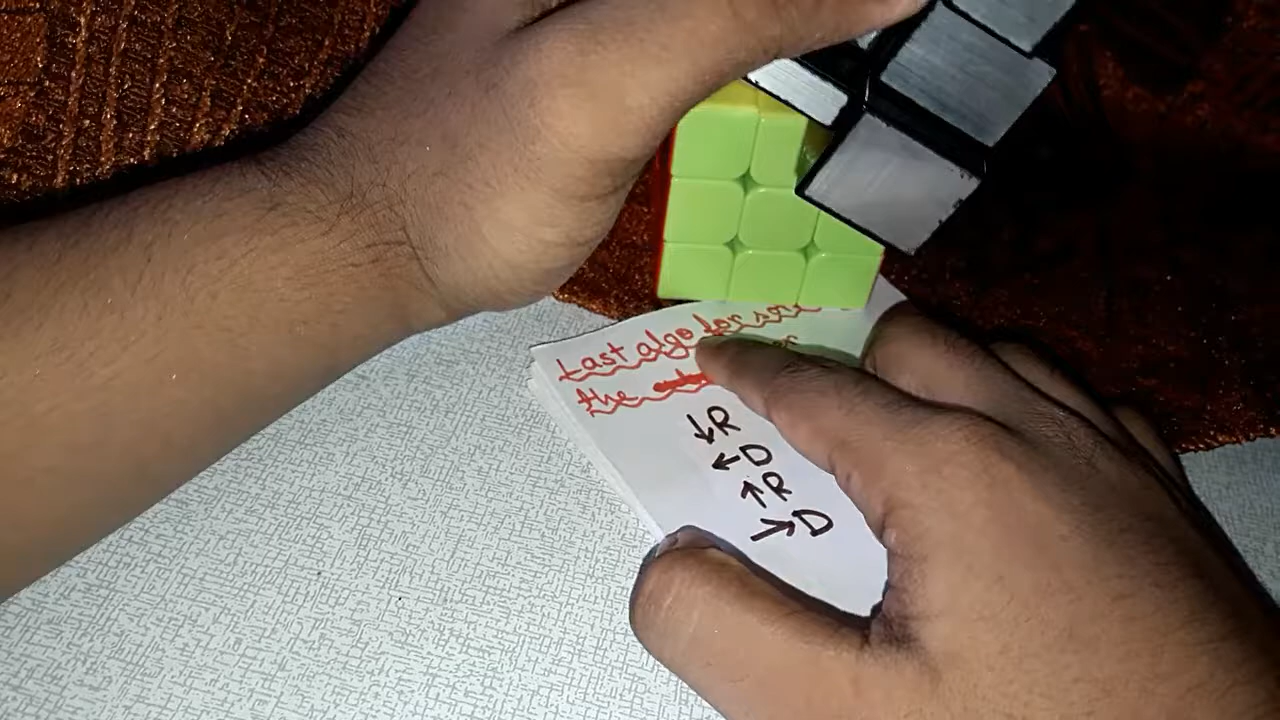 Last algo for
the
↓R
←D
↑R
→D